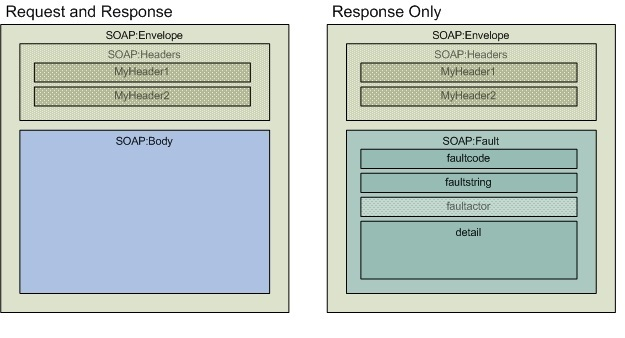 Request and Response
SOAP:Envelope
SOAP:Headers
MyHeader1
MyHeader2
SOAP:Body
Response Only
SOAP:Envelope
SOAP:Headers
MyHeader1
MyHeader2
SOAP:Fault
faultcode
faultstring
faultactor
detail